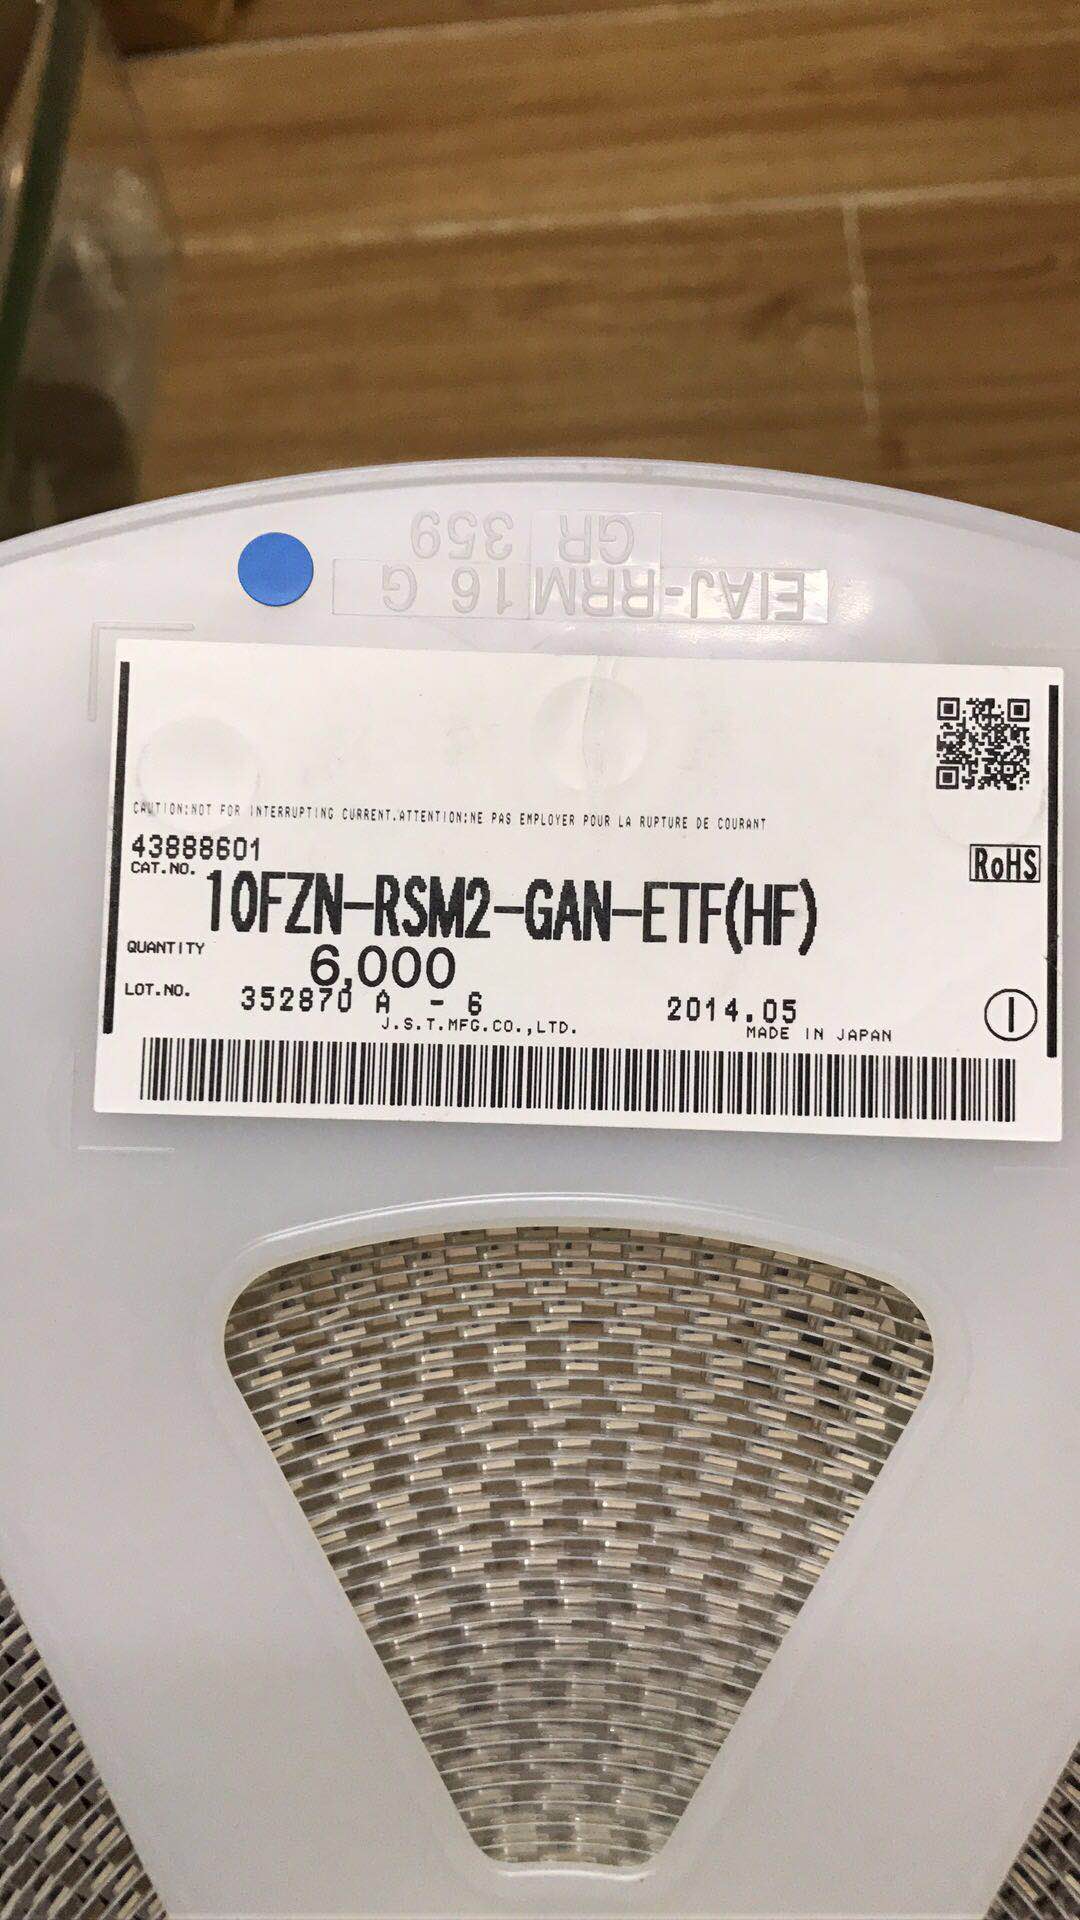 EIAJ-RRM 16 G
GR 359
CAUTION:NOT FOR INTERRUPTING CURRENT.ATTENTION:NE PAS EMPLOYER POUR LA RUPTURE DE COURANT
43888601
RoHS
CAT.NO. 10FZN-RSM2-GAN-ETF(HF)
QUANTITY 6,000
LOT.NO. 352870 A - 6 2014.05
J.S.T.MFG.CO.,LTD. MADE IN JAPAN